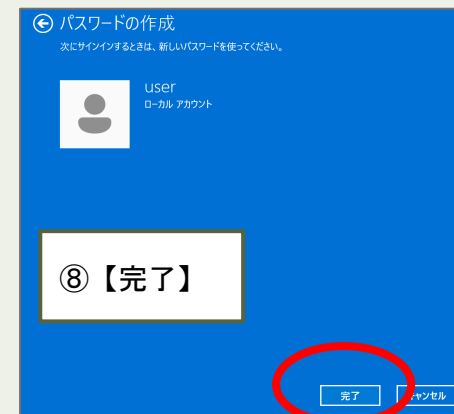 パスワードの作成
次にサインインするときは、新しいパスワードを使ってください。
user
ローカル アカウント
⑧【完了】
完了
キャンセル